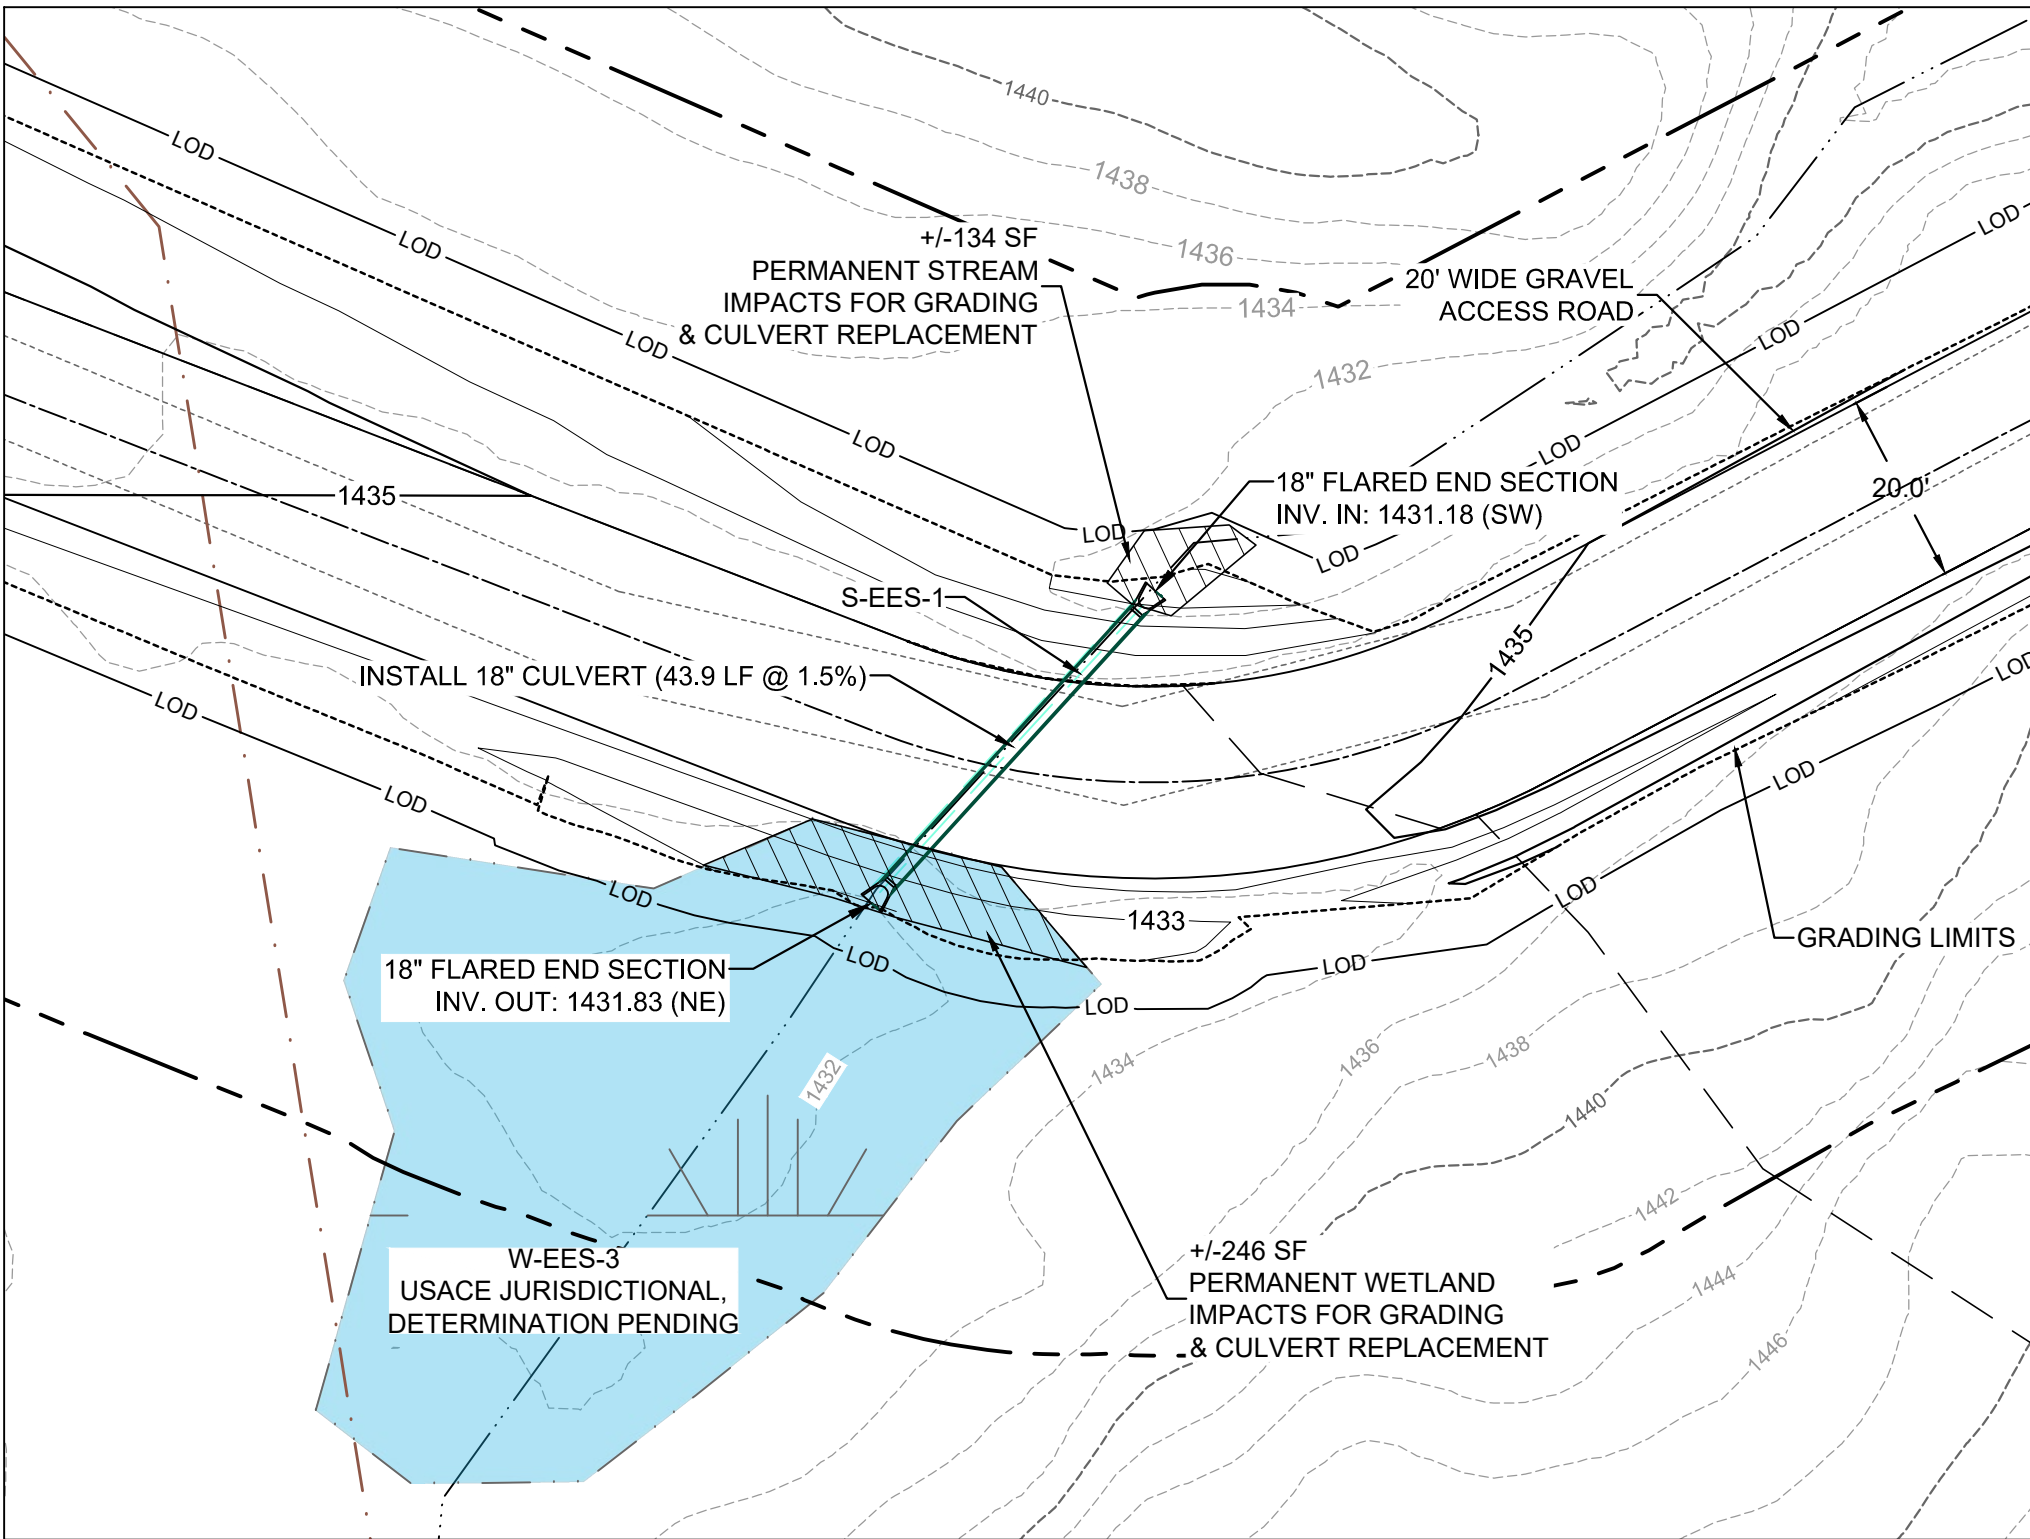 1440
LOD
1438
LOD
LOD
+/-134 SF
PERMANENT STREAM
IMPACTS FOR GRADING
& CULVERT REPLACEMENT
1436
1434
20' WIDE GRAVEL
ACCESS ROAD
LOD
LOD
LOD
1432
LOD
LOD
1435
18" FLARED END SECTION
INV. IN: 1431.18 (SW)
20.0'
LOD
LOD
S-EES-1
1435
INSTALL 18" CULVERT (43.9 LF @ 1.5%)
LOD
LOD
LOD
LOD
LOD
LOD
1433
GRADING LIMITS
18" FLARED END SECTION
INV. OUT: 1431.83 (NE)
LOD
LOD
LOD
1432
1434
1436
1438
1440
1442
1444
1446
W-EES-3
USACE JURISDICTIONAL,
DETERMINATION PENDING
+/-246 SF
PERMANENT WETLAND
IMPACTS FOR GRADING
& CULVERT REPLACEMENT